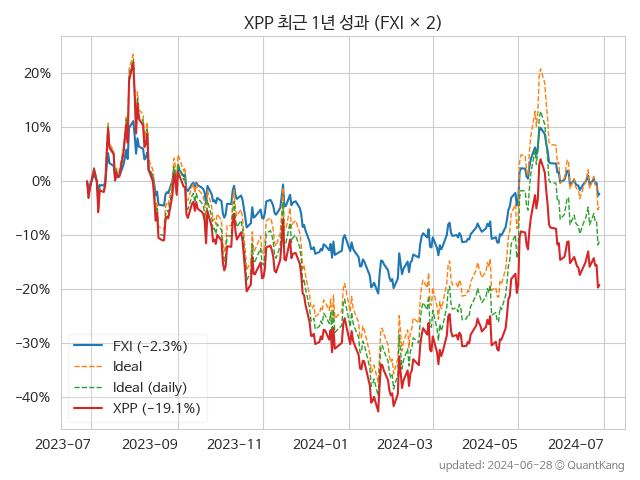 XPP 최근 1년 성과 (FXI × 2)
20%
10%
0%
−10%
−20%
−30%
−40%
FXI (−2.3%)
Ideal
Ideal (daily)
XPP (−19.1%)
2023-07 2023-09 2023-11 2024-01 2024-03 2024-05 2024-07
updated: 2024-06-28 © QuantKang